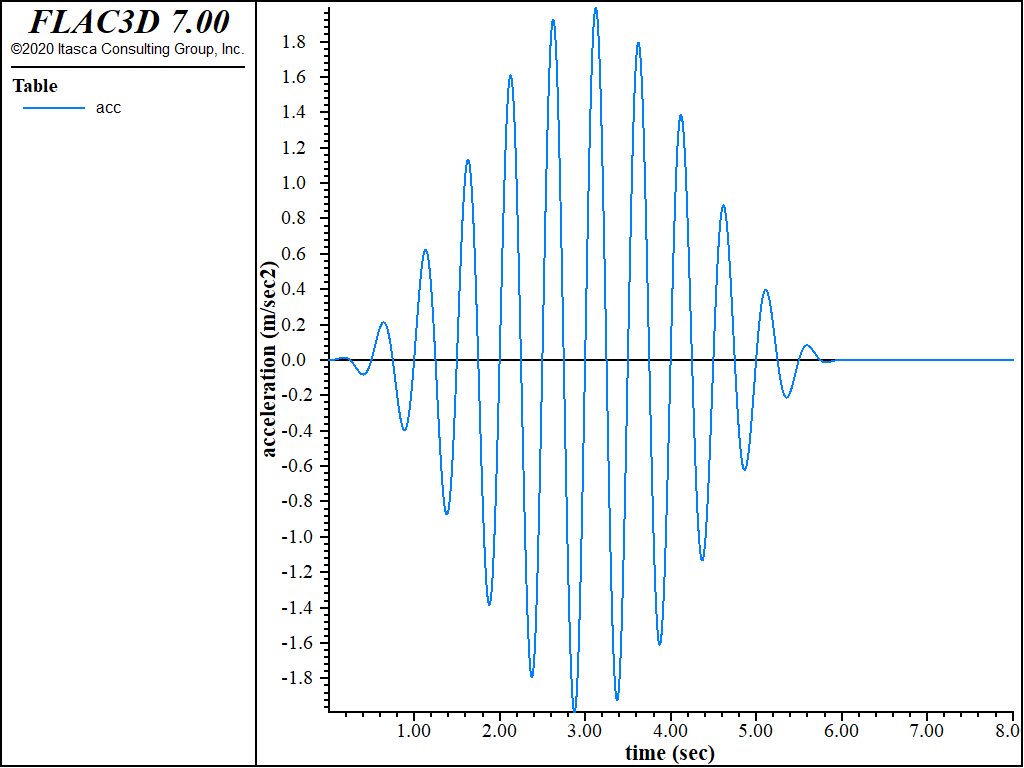 FLAC3D 7.00
©2020 Itasca Consulting Group, Inc.
Table
acc
acceleration (m/sec2)
1.8
1.6
1.4
1.2
1.0
0.8
0.6
0.4
0.2
0.0
-0.2
-0.4
-0.6
-0.8
-1.0
-1.2
-1.4
-1.6
-1.8
1.00 2.00 3.00 4.00 5.00 6.00 7.00 8.0
time (sec)